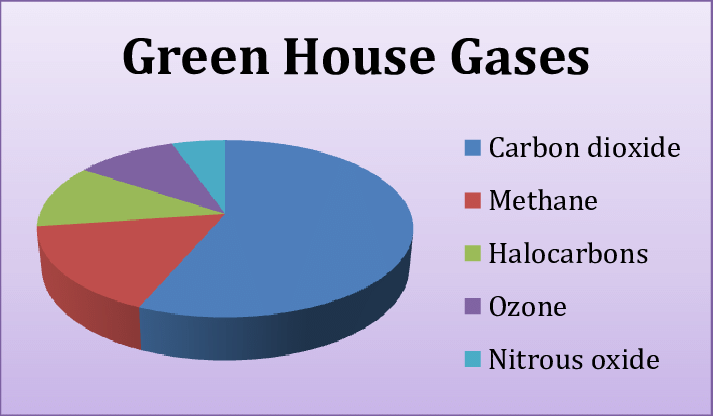 Green House Gases
Carbon dioxide
Methane
Halocarbons
Ozone
Nitrous oxide